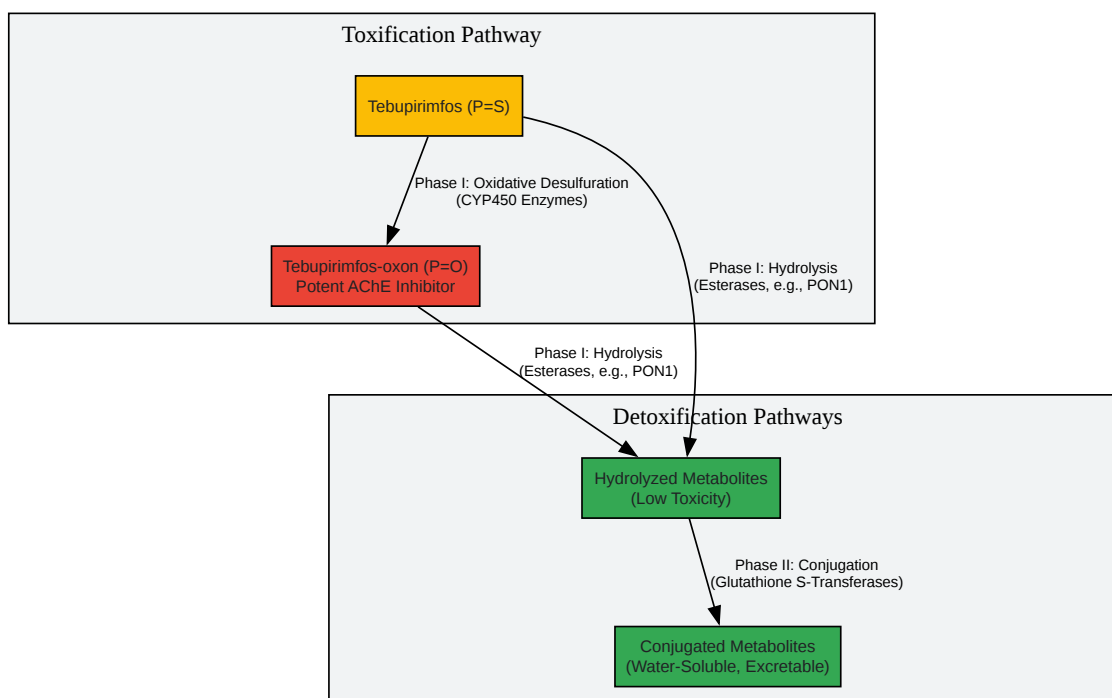 Toxification Pathway
Tebupirimfos (P=S)
Phase I: Oxidative Desulfuration
(CYP450 Enzymes)
Tebupirimfos-oxon (P=O)
Potent AChE Inhibitor
Phase I: Hydrolysis
(Esterases, e.g., PON1)
Phase I: Hydrolysis
(Esterases, e.g., PON1)
Detoxification Pathways
Hydrolyzed Metabolites
(Low Toxicity)
Phase II: Conjugation
(Glutathione S-Transferases)
Conjugated Metabolites
(Water-Soluble, Excretable)